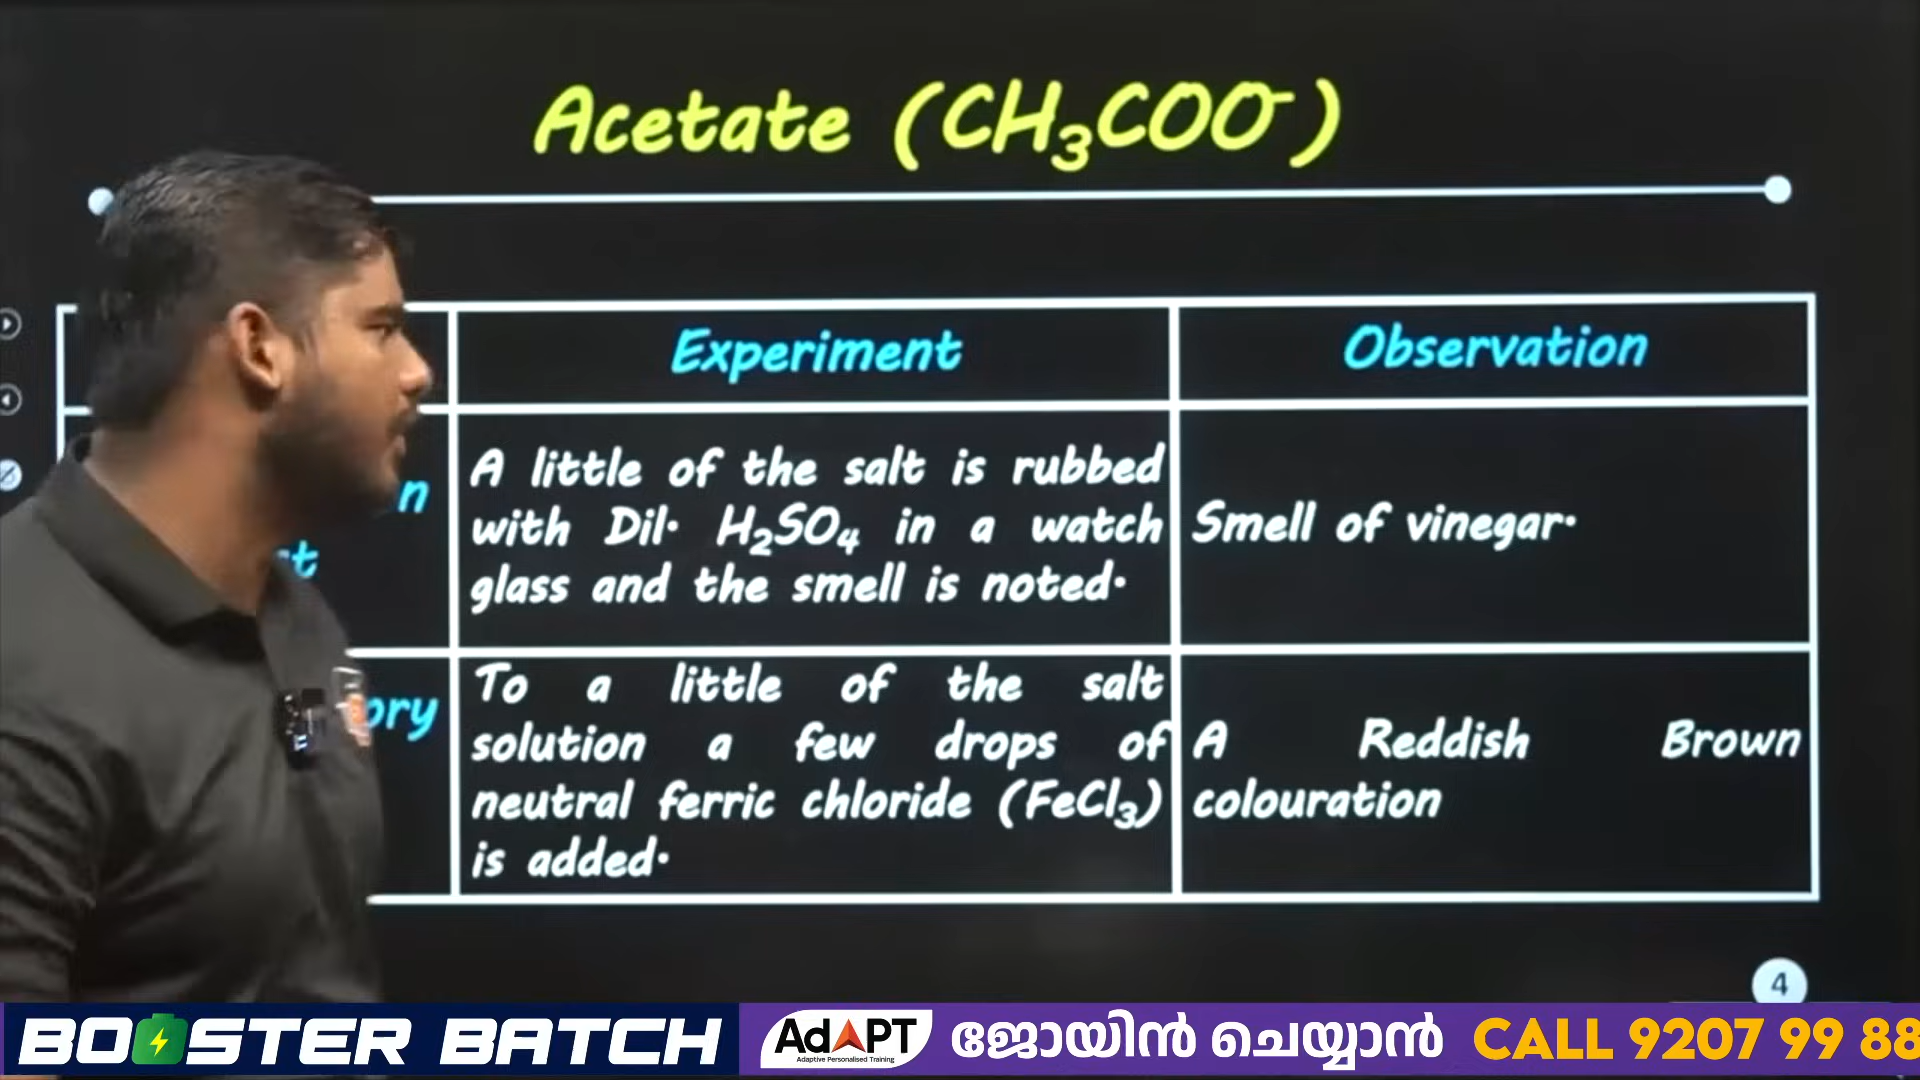 Acetate (CH₃COO⁻)
Experiment
Observation
A little of the salt is rubbed
with Dil. H₂SO₄ in a watch
glass and the smell is noted.
Smell of vinegar.
To a little of the salt
solution a few drops of
neutral ferric chloride (FeCl₃)
is added.
A Reddish Brown
colouration
4
BOOSTER BATCH
AdAPT
Adaptive Personalised Training
ജോയിൻ ചെയ്യാൻ
CALL 9207 99 88